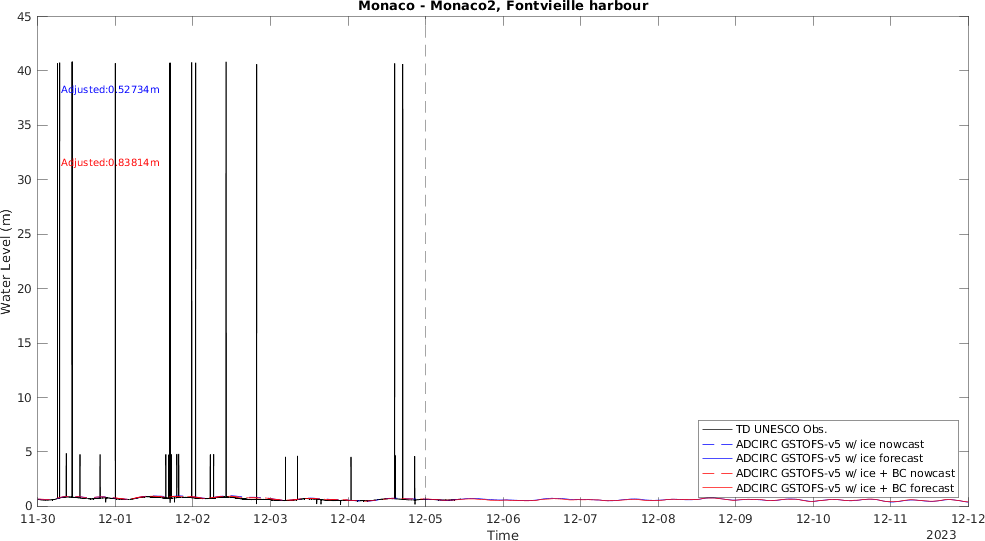 Monaco - Monaco2, Fontvieille harbour
Water Level (m)
45
40
35
30
25
20
15
10
5
0
Adjusted:0.52734m
Adjusted:0.83814m
TD UNESCO Obs.
ADCIRC GSTOFS-v5 w/ ice nowcast
ADCIRC GSTOFS-v5 w/ ice forecast
ADCIRC GSTOFS-v5 w/ ice + BC nowcast
ADCIRC GSTOFS-v5 w/ ice + BC forecast
11-30 12-01 12-02 12-03 12-04 12-05 12-06 12-07 12-08 12-09 12-10 12-11 12-12
Time
2023